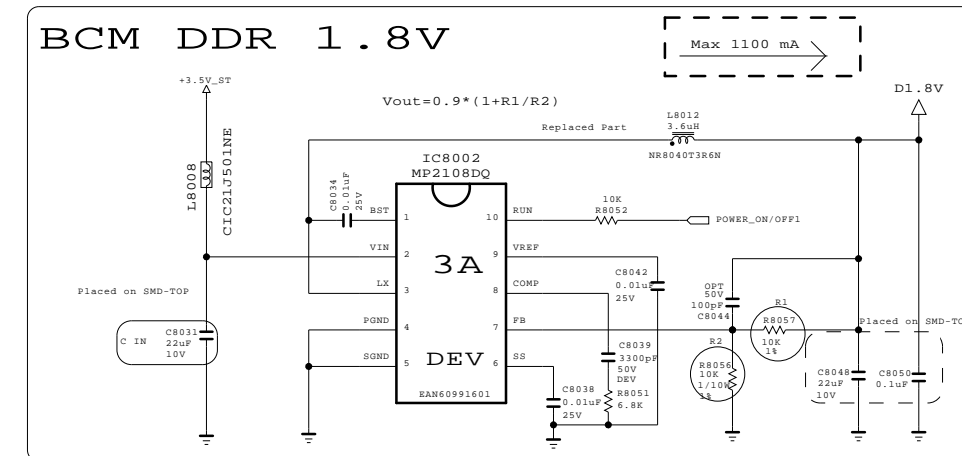 BCM DDR 1.8V
Max 1100 mA
+3.5V_ST
D1.8V
Vout=0.9*(1+R1/R2)
Replaced Part
L8012
3.6uH
NR8040T3R6N
L8008
CIC21J501NE
IC8002
MP2108DQ
C8034
0.01uF
25V
BST
1
10
RUN
10K
R8052
POWER_ON/OFF1
VIN
2
9
VREF
3A
LX
3
8
COMP
C8042
0.01uF
25V
Placed on SMD-TOP
OPT
50V
100pF
C8044
R1
PGND
4
7
FB
R8057
10K
1%
Placed on SMD-TO
C IN
C8031
22uF
10V
R2
SGND
5
DEV
6
SS
C8039
3300pF
50V
DEV
R8056
10K
1/10W
1%
C8048
22uF
10V
C8050
0.1uF
EAN60991601
C8038
0.01uF
25V
R8051
6.8K